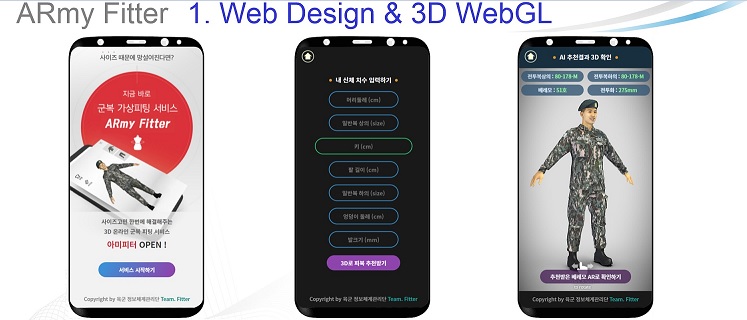 ARmy Fitter 1. Web Design & 3D WebGL
사이즈 때문에 망설여진다면?
지금 바로
군복 가상피팅 서비스
ARmy Fitter
사이즈고민 한번에 해결해주는
3D 온라인 군복 피팅 서비스
아미피터 OPEN !
서비스 시작하기
Copyright by 육군 정보체계관리단 Team. Fitter
내 신체 치수 입력하기
허리둘레 (cm)
일반복 상의 (size)
키 (cm)
팔 길이 (cm)
일반복 하의 (size)
엉덩이 둘레 (cm)
발크기 (mm)
3D로 피복 추천받기
Copyright by 육군 정보체계관리단 Team. Fitter
AI 추천결과 3D 확인
전투복상의 : 80-178-M
전투복하의 : 80-178-M
베레모 : 51호
전투화 : 275mm
추천받은 베레모 AR로 확인하기
Copyright by 육군 정보체계관리단 Team. Fitter